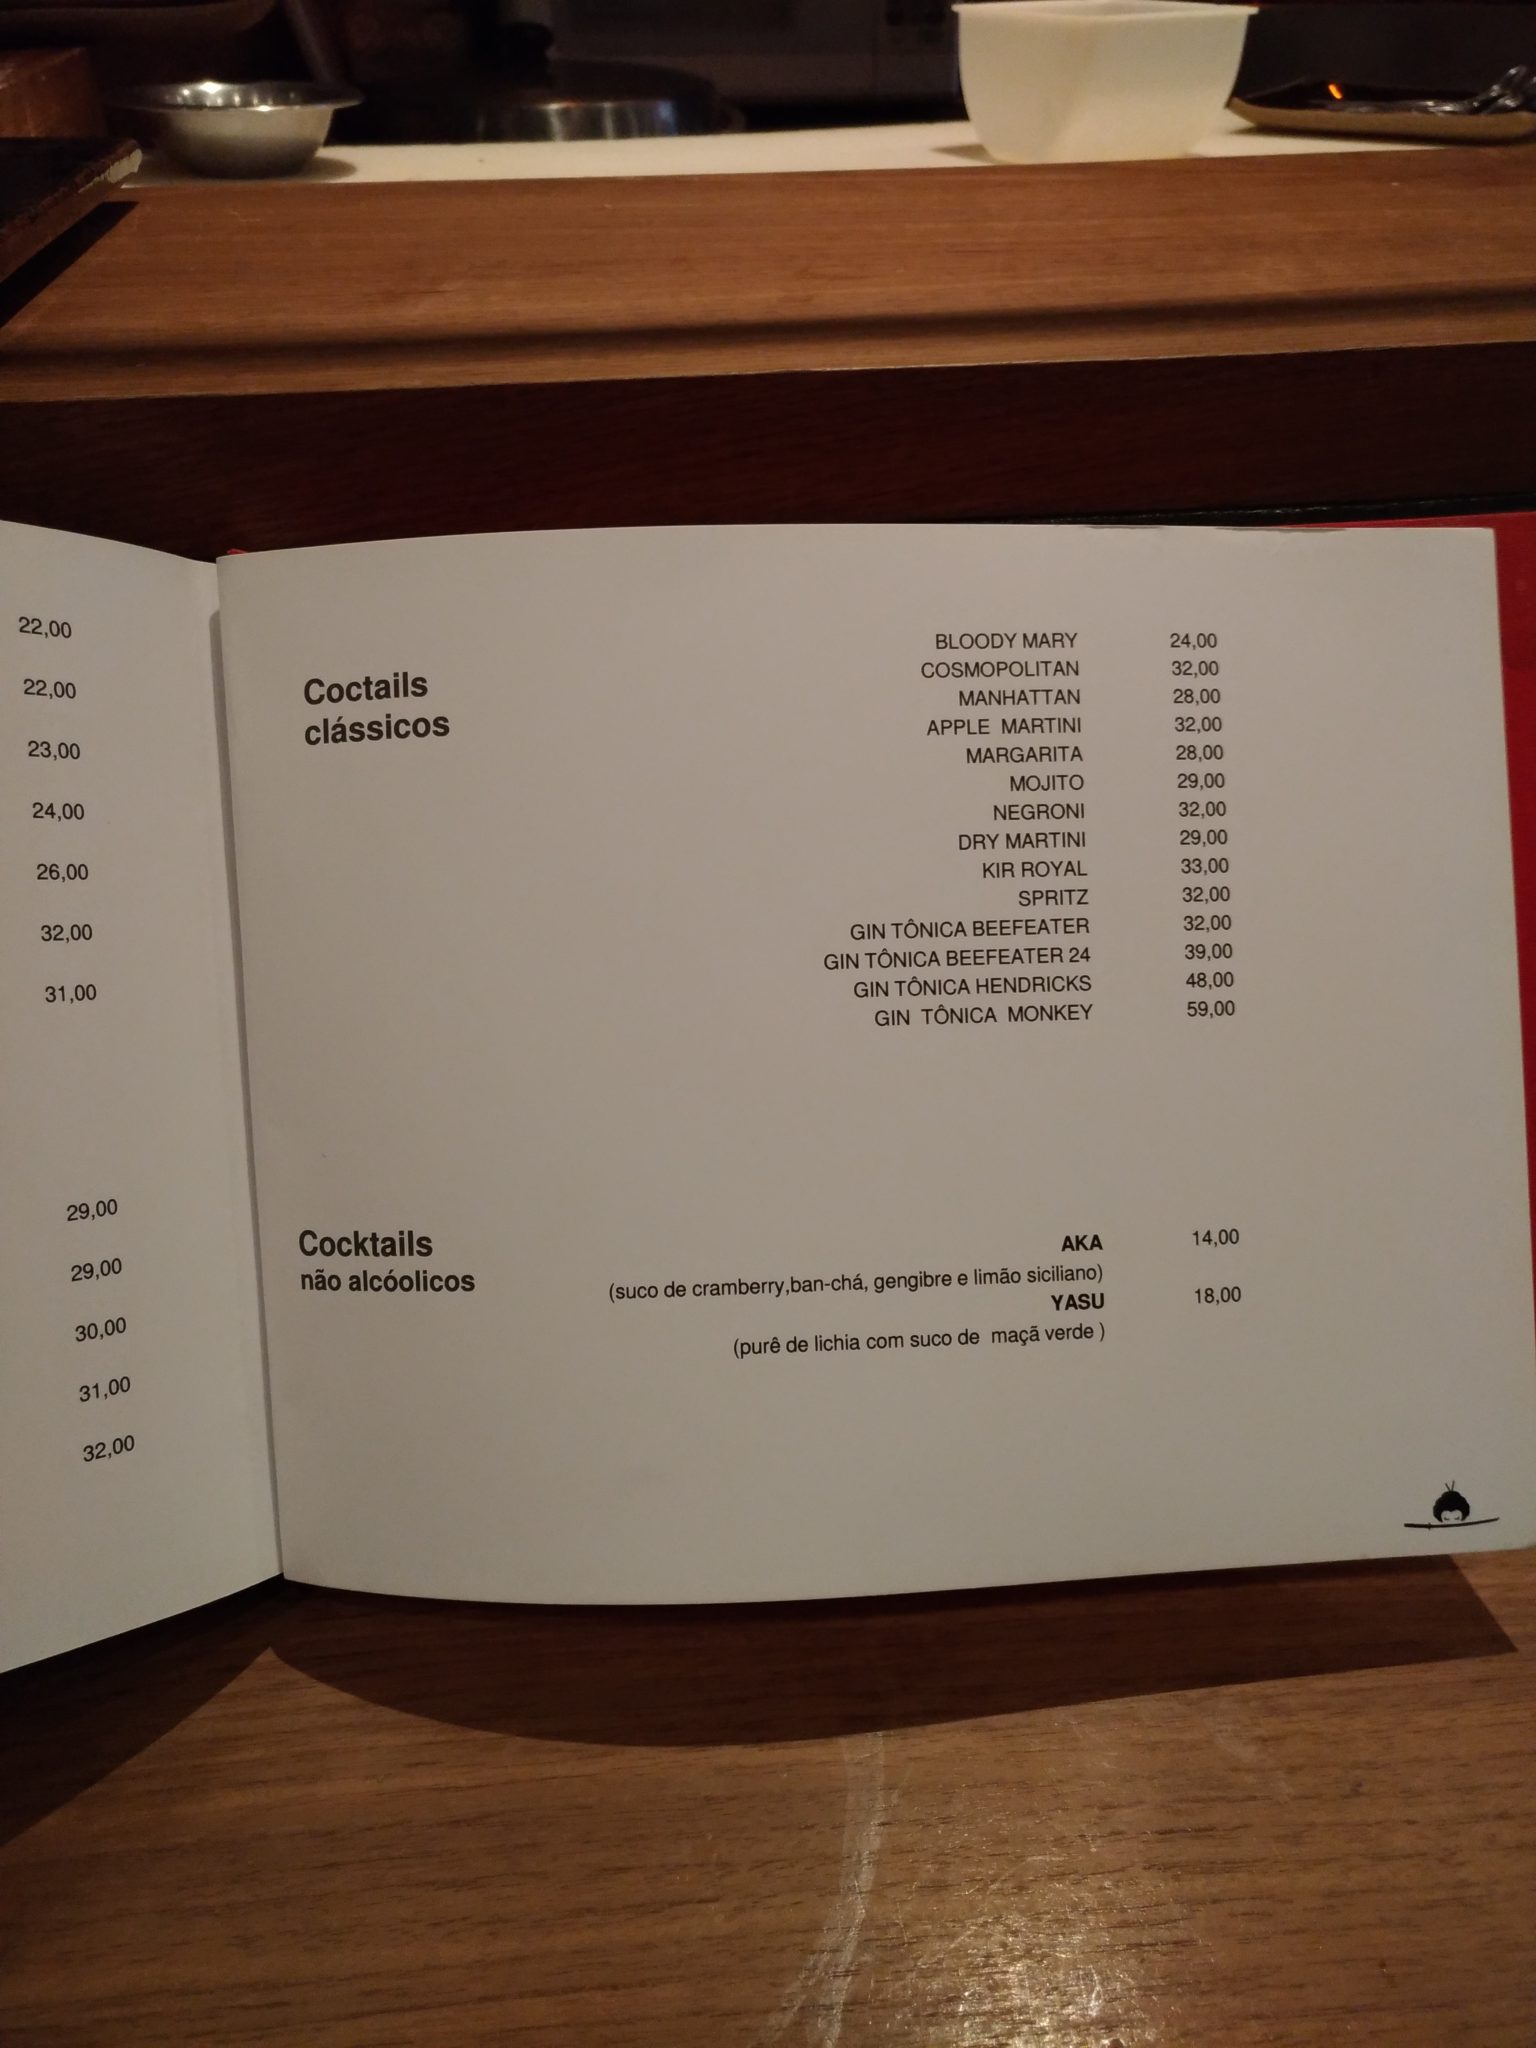 22,00
22,00
23,00
24,00
26,00
32,00
31,00
29,00
29,00
30,00
31,00
32,00
Coctails
clássicos
BLOODY MARY 24,00
COSMOPOLITAN 32,00
MANHATTAN 28,00
APPLE MARTINI 32,00
MARGARITA 28,00
MOJITO 29,00
NEGRONI 32,00
DRY MARTINI 29,00
KIR ROYAL 33,00
SPRITZ 32,00
GIN TÔNICA BEEFEATER 32,00
GIN TÔNICA BEEFEATER 24 39,00
GIN TÔNICA HENDRICKS 48,00
GIN TÔNICA MONKEY 59,00
Cocktails
não alcóolicos
AKA 14,00
(suco de cramberry,ban-chá, gengibre e limão siciliano)
YASU 18,00
(purê de lichia com suco de maçã verde )